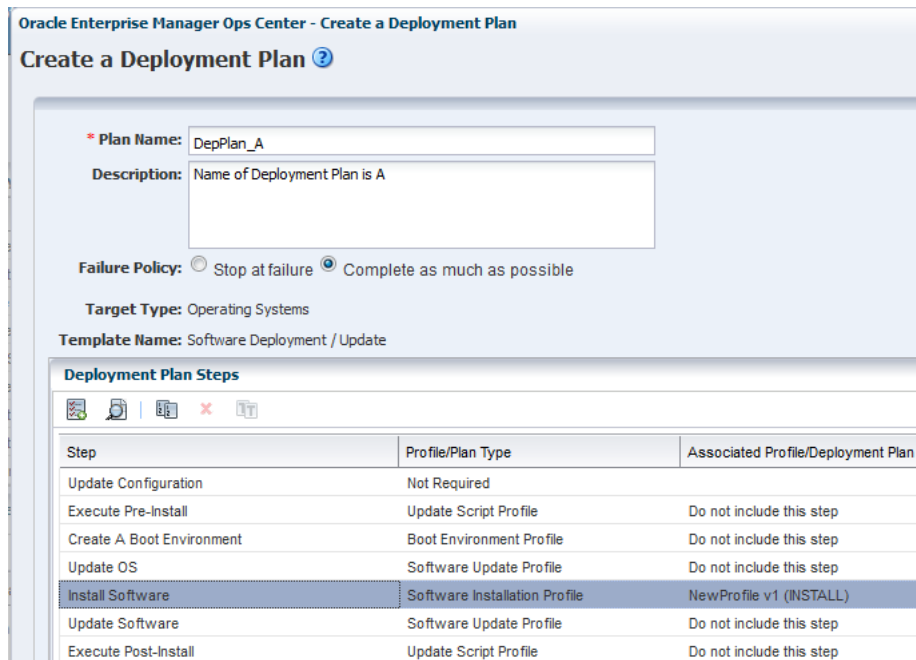 Oracle Enterprise Manager Ops Center - Create a Deployment Plan
Create a Deployment Plan ?
* Plan Name: DepPlan_A
Description: Name of Deployment Plan is A
Failure Policy: Stop at failure Complete as much as possible
Target Type: Operating Systems
Template Name: Software Deployment / Update
Deployment Plan Steps
Step Profile/Plan Type Associated Profile/Deployment Plan
Update Configuration Not Required
Execute Pre-Install Update Script Profile Do not include this step
Create A Boot Environment Boot Environment Profile Do not include this step
Update OS Software Update Profile Do not include this step
Install Software Software Installation Profile NewProfile v1 (INSTALL)
Update Software Software Update Profile Do not include this step
Execute Post-Install Update Script Profile Do not include this step